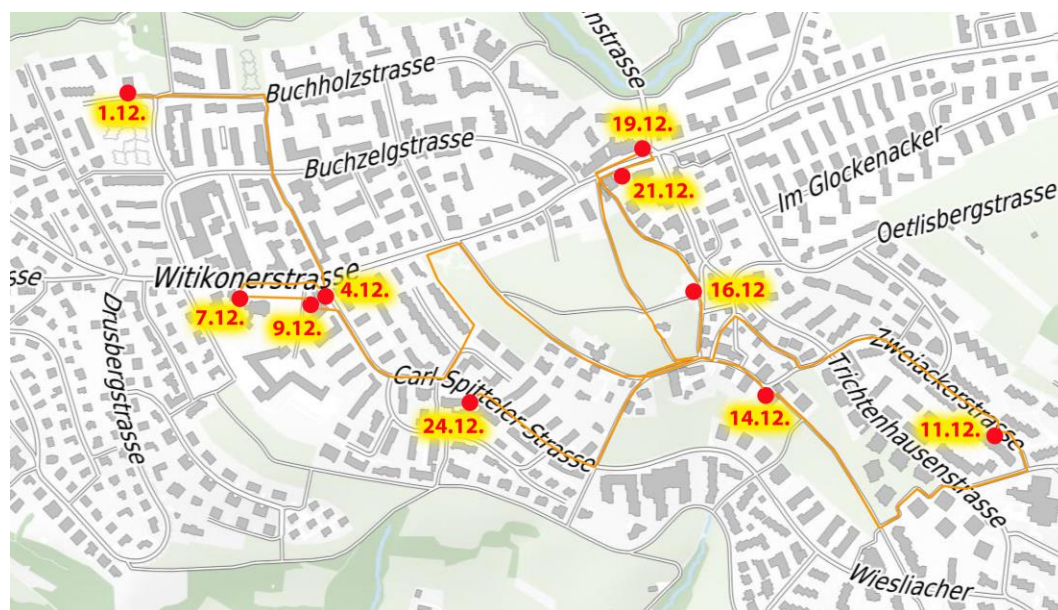 nstrasse
Buchholzstrasse
1.12.
19.12.
Buchzelgstrasse
21.12.
Im Glockenacker
Oetlisbergstrasse
sse
Witikonerstrasse
4.12.
16.12
7.12.
9.12.
Drusbergstrasse
Carl Spitteler Strasse
Zweiackerstrasse
Trichtenhausenstrasse
24.12.
14.12.
11.12.
Wiesliacher